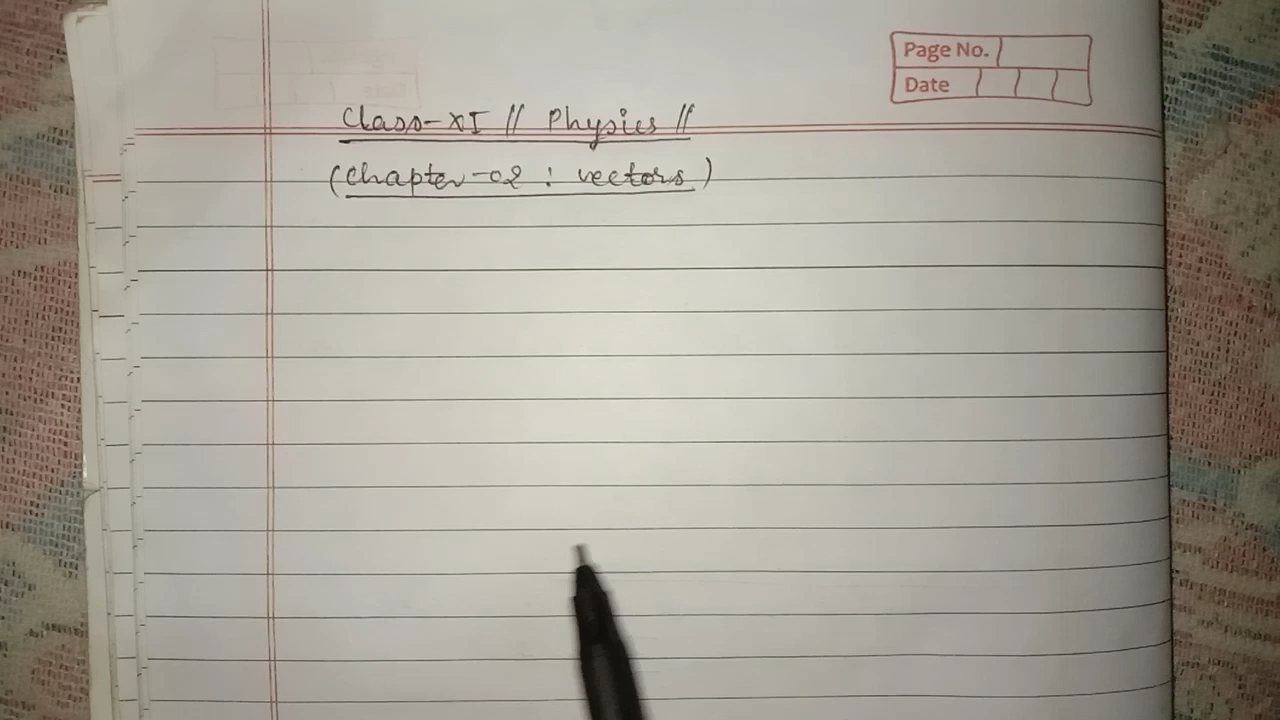 Page No.
Date
Class-XI // Physics //
(Chapter-02 : vectors)